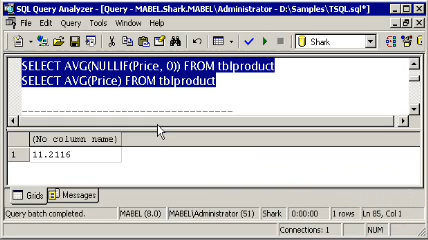 SQL Query Analyzer - [Query - MABEL.Shark.MABEL\Administrator - D:\Samples\TSQL.sql*]
File Edit Query Tools Window Help
Shark
SELECT AVG(NULLIF(Price, 0)) FROM tblproduct
SELECT AVG(Price) FROM tblproduct
(No column name)
1 11.2116
Grids Messages
Query batch completed. MABEL (8.0) MABEL\Administrator (51) Shark 0:00:00 1 rows Ln 85, Col 1
Connections: 1 NUM